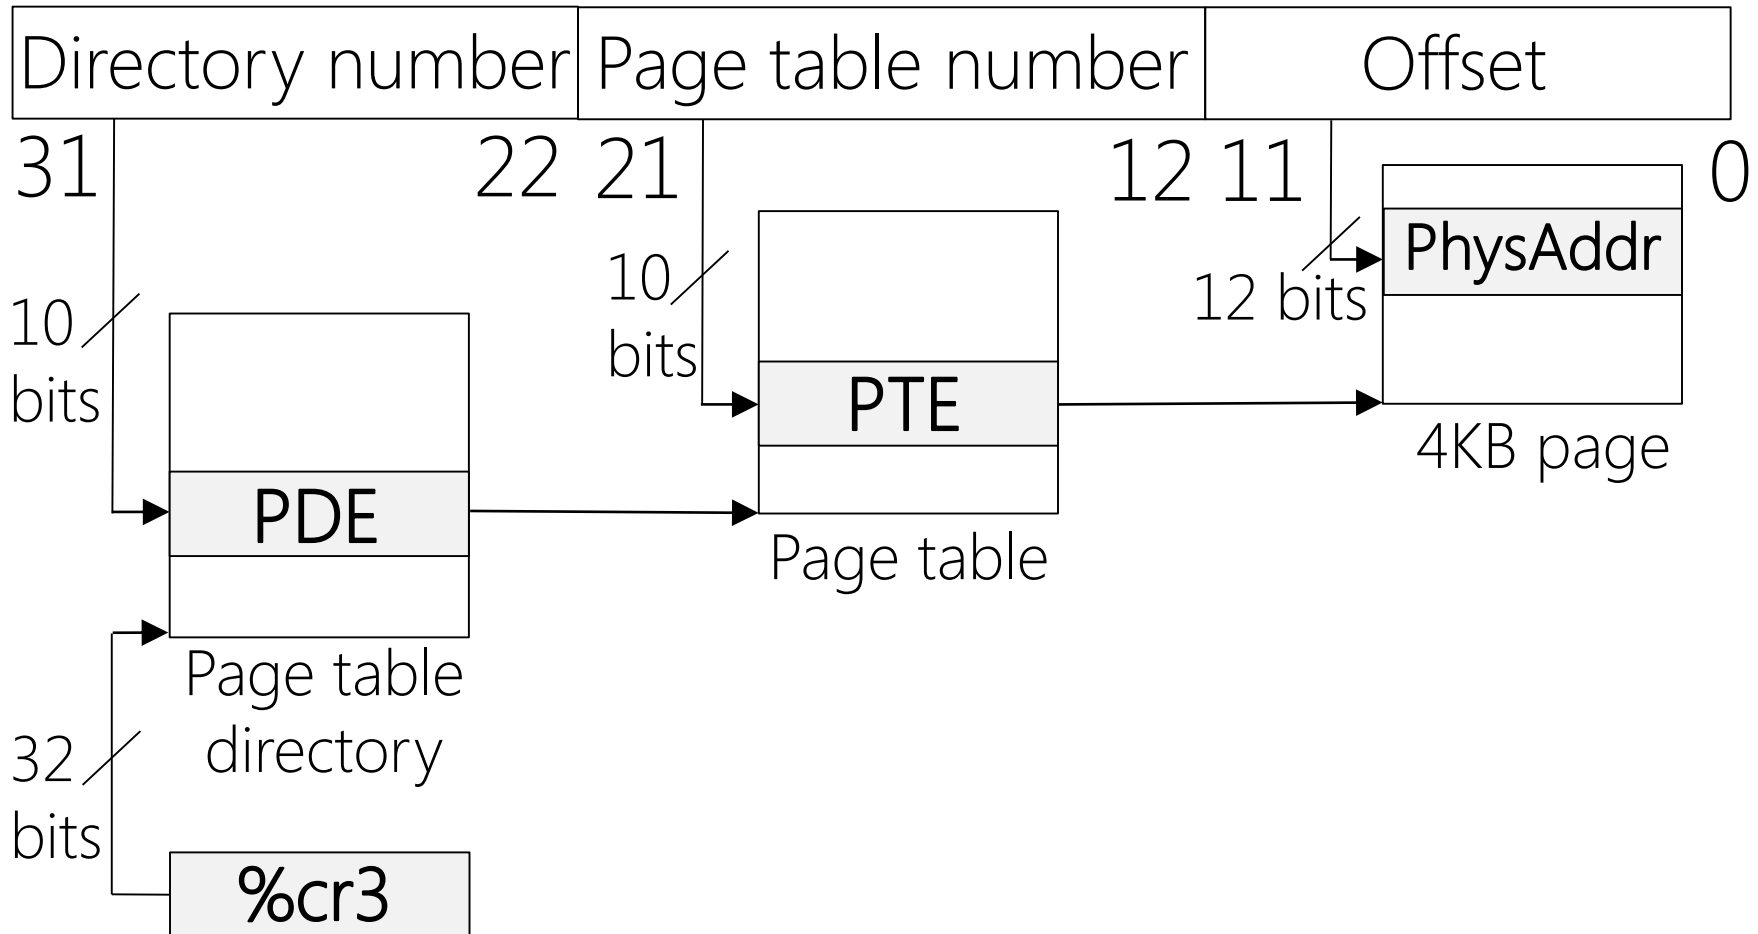 Directory number Page table number Offset
31 22 21 12 11 0
PhysAddr
10
bits
12 bits
10
bits
PTE
4KB page
PDE
Page table
Page table
directory
32
bits
%cr3